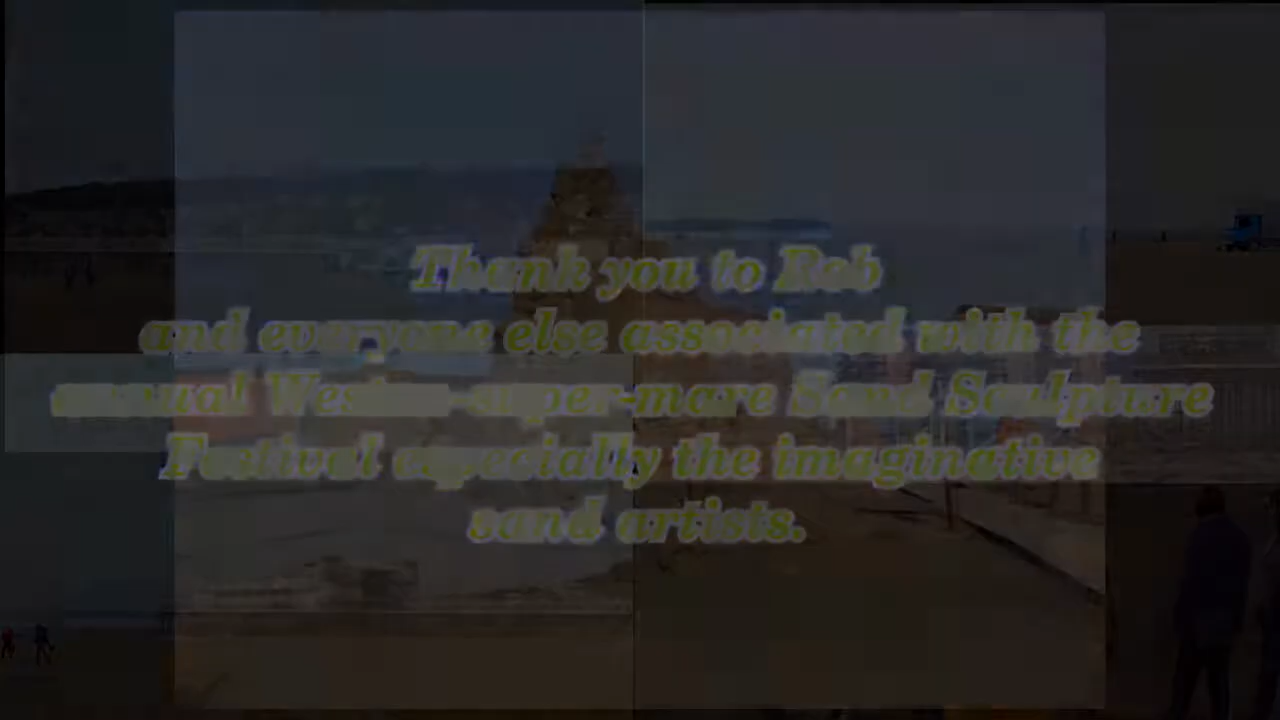 Thank you to Rob
and everyone else associated with the
annual Weston-super-mare Sand Sculpture
Festival especially the imaginative
sand artists.